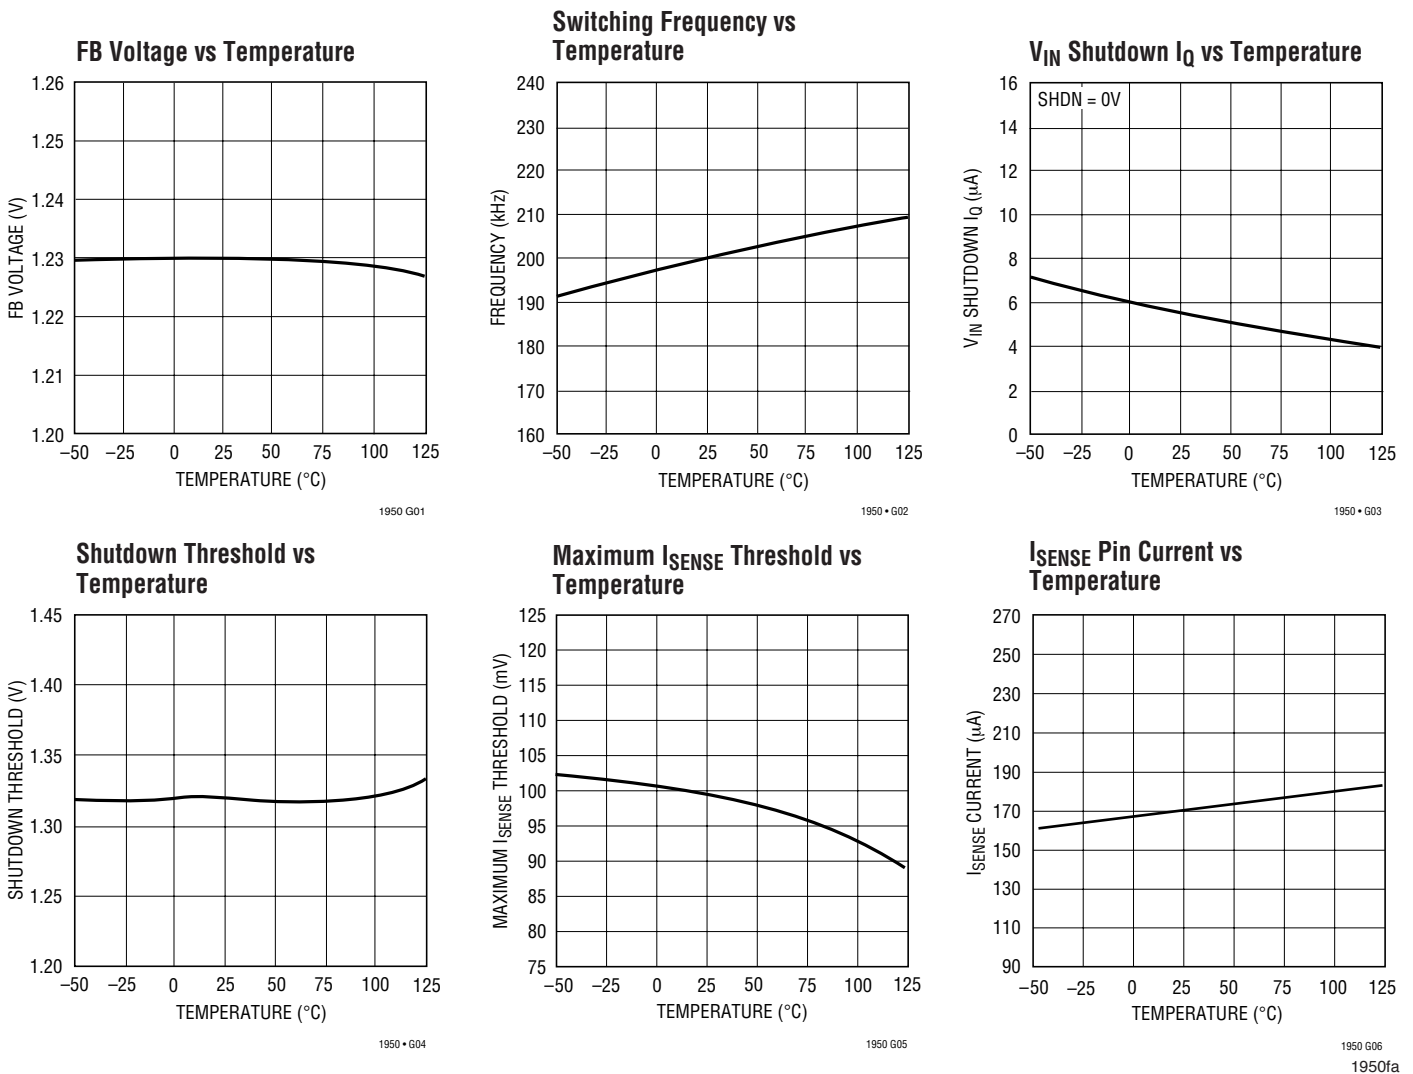 FB Voltage vs Temperature
1.26
1.25
1.24
1.23
1.22
1.21
1.20
FB VOLTAGE (V)
–50 –25 0 25 50 75 100 125
TEMPERATURE (°C)
1950 G01
Switching Frequency vs
Temperature
240
230
220
210
200
190
180
170
160
FREQUENCY (kHz)
–50 –25 0 25 50 75 100 125
TEMPERATURE (°C)
1950 • G02
VIN Shutdown IQ vs Temperature
SHDN = 0V
16
14
12
10
8
6
4
2
0
VIN SHUTDOWN IQ (µA)
–50 –25 0 25 50 75 100 125
TEMPERATURE (°C)
1950 • G03
Shutdown Threshold vs
Temperature
1.45
1.40
1.35
1.30
1.25
1.20
SHUTDOWN THRESHOLD (V)
–50 –25 0 25 50 75 100 125
TEMPERATURE (°C)
1950 • G04
Maximum ISENSE Threshold vs
Temperature
125
120
115
110
105
100
95
90
85
80
75
MAXIMUM ISENSE THRESHOLD (mV)
–50 –25 0 25 50 75 100 125
TEMPERATURE (°C)
1950 G05
ISENSE Pin Current vs
Temperature
270
250
230
210
190
170
150
130
110
90
ISENSE CURRENT (µA)
–50 –25 0 25 50 75 100 125
TEMPERATURE (°C)
1950 G06
1950fa